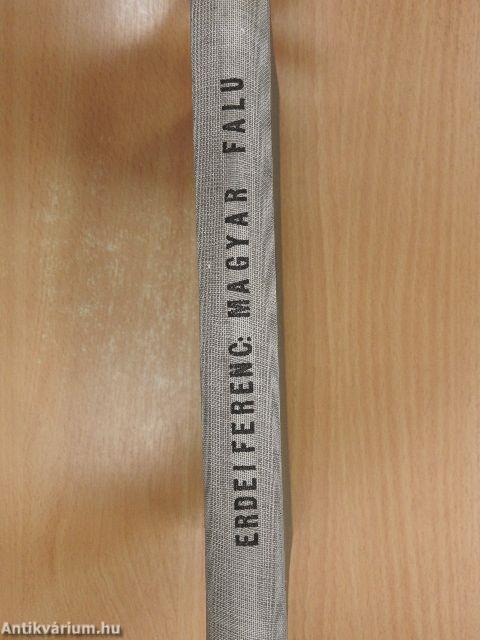 ERDEI FERENC: MAGYAR FALU
Antikvárium.hu